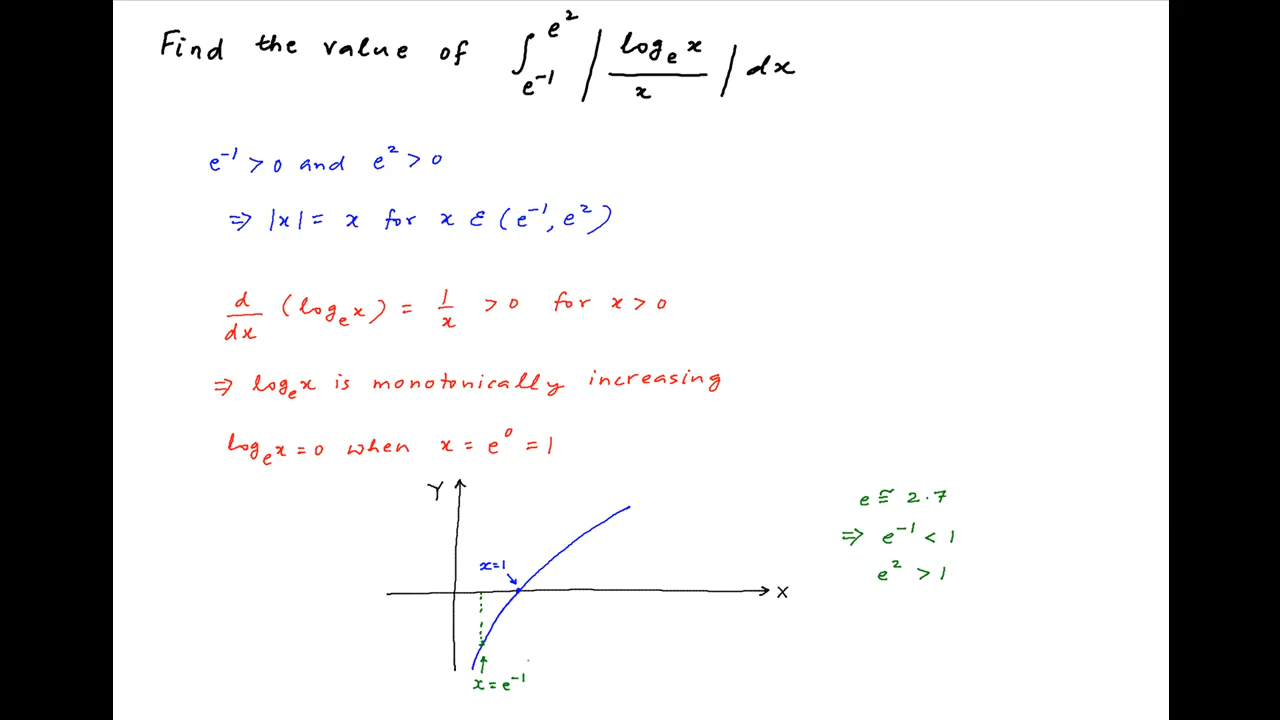 Find the value of ∫_{e^{-1}}^{e^2} | log_e x / x | dx
e^{-1} > 0 and e^2 > 0
⇒ |x| = x for x ε (e^{-1}, e^2)
d/dx (log_e x) = 1/x > 0 for x > 0
⇒ log_e x is monotonically increasing
log_e x = 0 when x = e^0 = 1
Y
e ≅ 2.7
⇒ e^{-1} < 1
e^2 > 1
x=1
X
x = e^{-1}